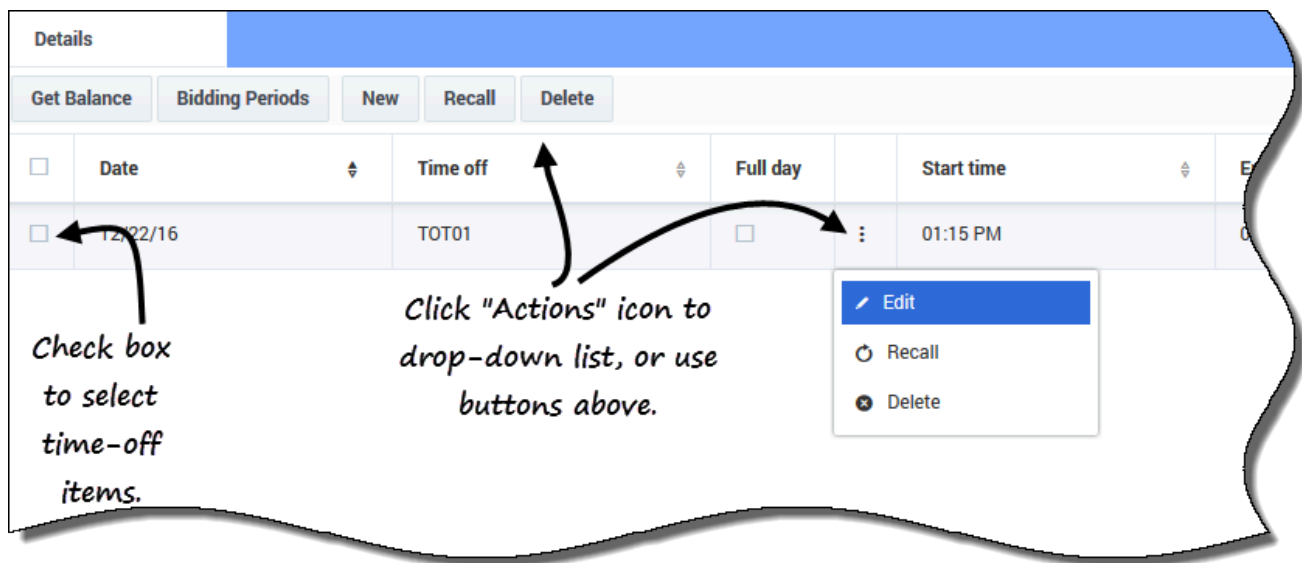 Details
Get Balance Bidding Periods New Recall Delete
Date Time off Full day Start time
12/22/16 TOT01 01:15 PM
Click "Actions" icon to
drop-down list, or use
buttons above.
Edit
Recall
Delete
Check box
to select
time-off
items.